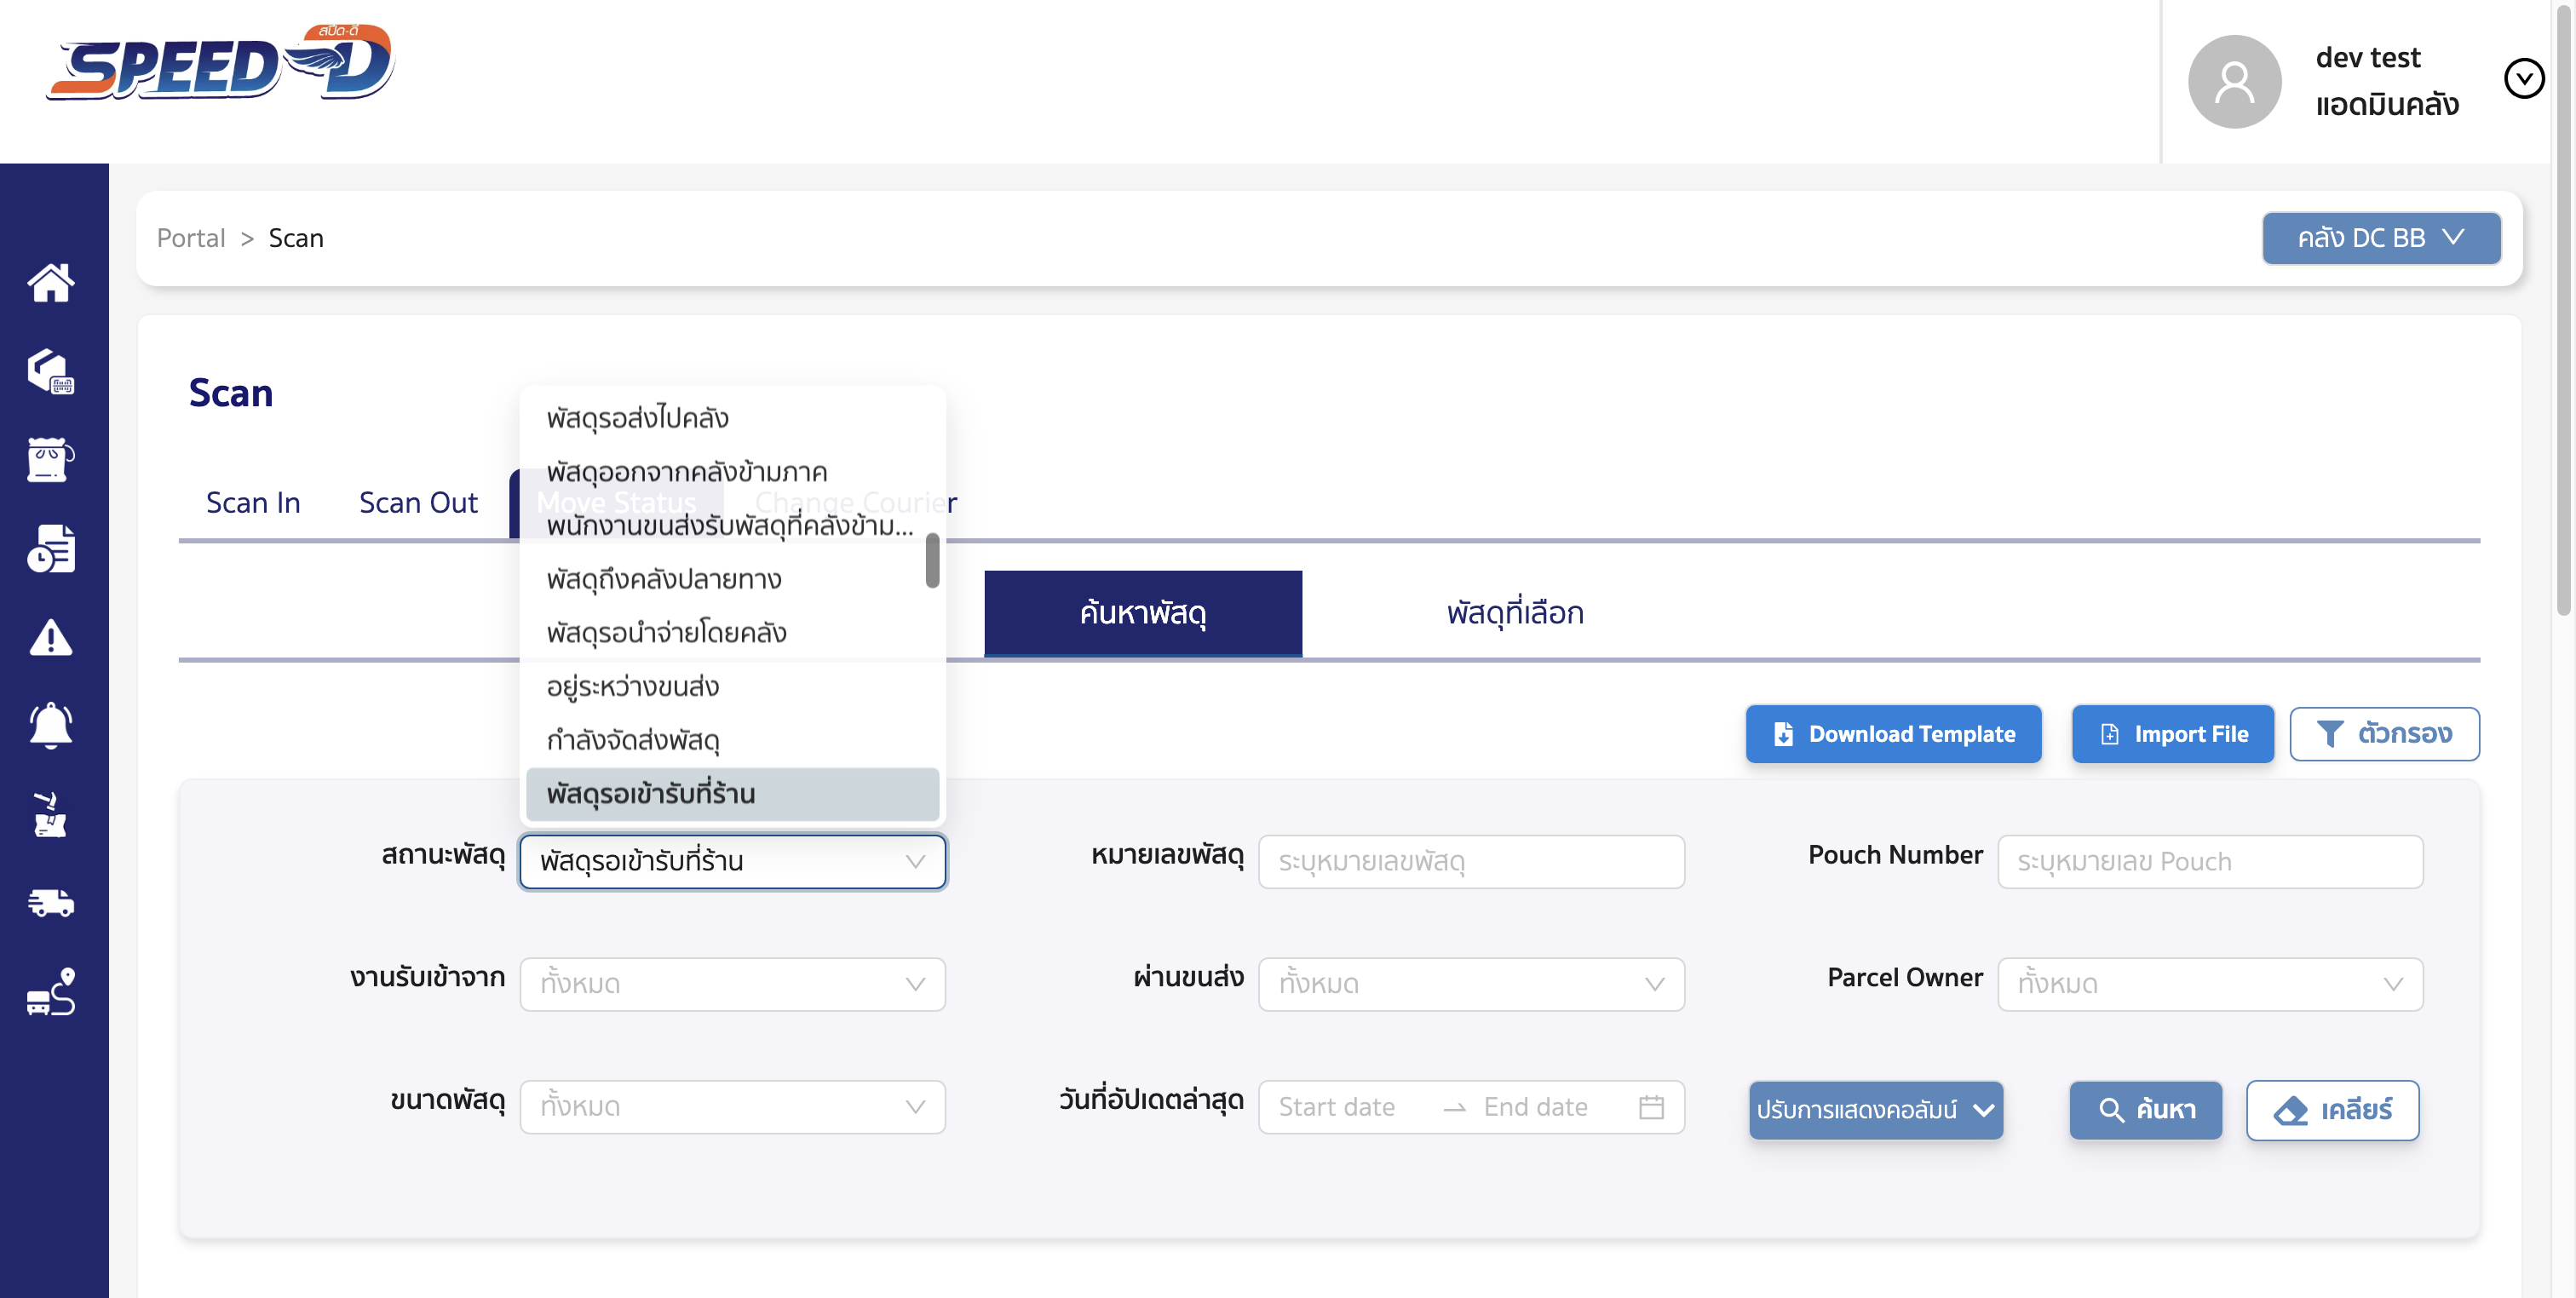 SPEED-D สปีด-ดี
dev test
แอดมินคลัง
Portal > Scan
คลัง DC BB
Scan
พัสดุรอส่งไปคลัง
พัสดุออกจากคลังข้ามภาค
Scan In
Scan Out
Move Status
Change Courier
พนักงานขนส่งรับพัสดุที่คลังข้าม...
พัสดุถึงคลังปลายทาง
พัสดุรอนำจ่ายโดยคลัง
อยู่ระหว่างขนส่ง
กำลังจัดส่งพัสดุ
พัสดุรอเข้ารับที่ร้าน
ค้นหาพัสดุ
พัสดุที่เลือก
Download Template
Import File
ตัวกรอง
สถานะพัสดุ
พัสดุรอเข้ารับที่ร้าน
หมายเลขพัสดุ
ระบุหมายเลขพัสดุ
Pouch Number
ระบุหมายเลข Pouch
งานรับเข้าจาก
ทั้งหมด
ผ่านขนส่ง
ทั้งหมด
Parcel Owner
ทั้งหมด
ขนาดพัสดุ
ทั้งหมด
วันที่อัปเดตล่าสุด
Start date
End date
ปรับการแสดงคอลัมน์
ค้นหา
เคลียร์